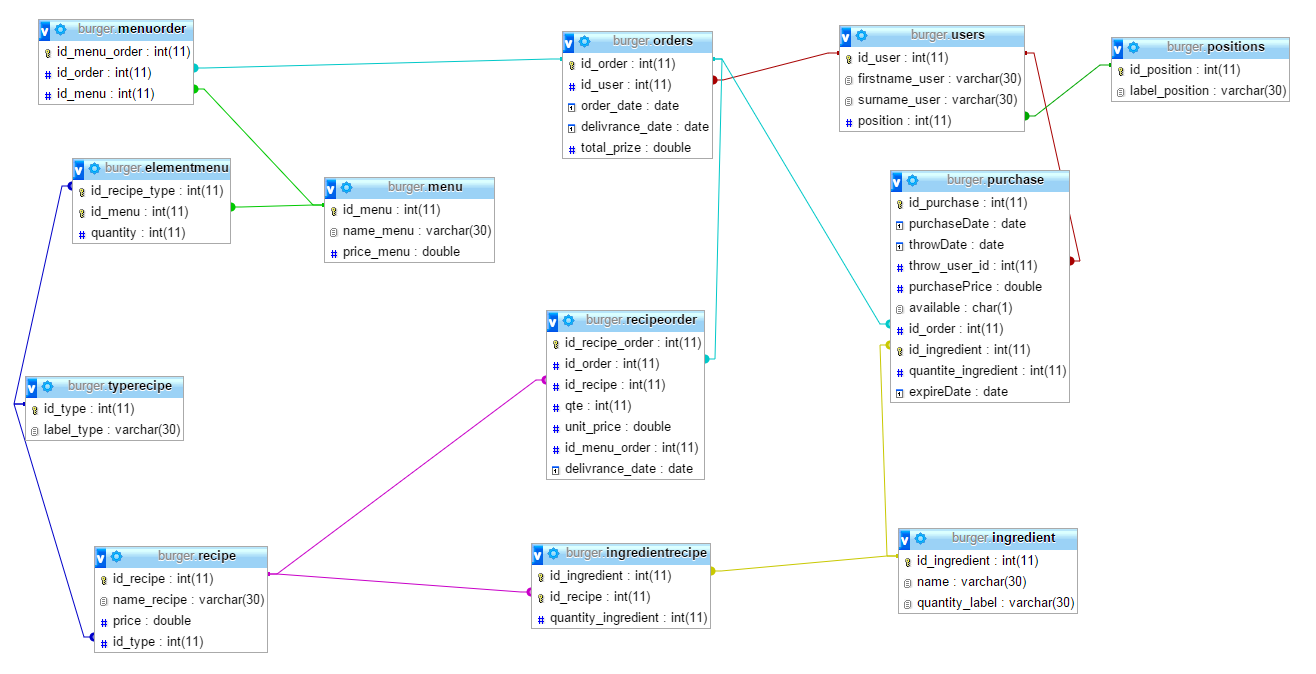 burger.menuorder
id_menu_order : int(11)
id_order : int(11)
id_menu : int(11)
burger.orders
id_order : int(11)
id_user : int(11)
order_date : date
delivrance_date : date
total_prize : double
burger.users
id_user : int(11)
firstname_user : varchar(30)
surname_user : varchar(30)
position : int(11)
burger.positions
id_position : int(11)
label_position : varchar(30)
burger.elementmenu
id_recipe_type : int(11)
id_menu : int(11)
quantity : int(11)
burger.menu
id_menu : int(11)
name_menu : varchar(30)
price_menu : double
burger.purchase
id_purchase : int(11)
purchaseDate : date
throwDate : date
throw_user_id : int(11)
purchasePrice : double
available : char(1)
id_order : int(11)
id_ingredient : int(11)
quantite_ingredient : int(11)
expireDate : date
burger.recipeorder
id_recipe_order : int(11)
id_order : int(11)
id_recipe : int(11)
qte : int(11)
unit_price : double
id_menu_order : int(11)
delivrance_date : date
burger.typerecipe
id_type : int(11)
label_type : varchar(30)
burger.recipe
id_recipe : int(11)
name_recipe : varchar(30)
price : double
id_type : int(11)
burger.ingredientrecipe
id_ingredient : int(11)
id_recipe : int(11)
quantity_ingredient : int(11)
burger.ingredient
id_ingredient : int(11)
name : varchar(30)
quantity_label : varchar(30)